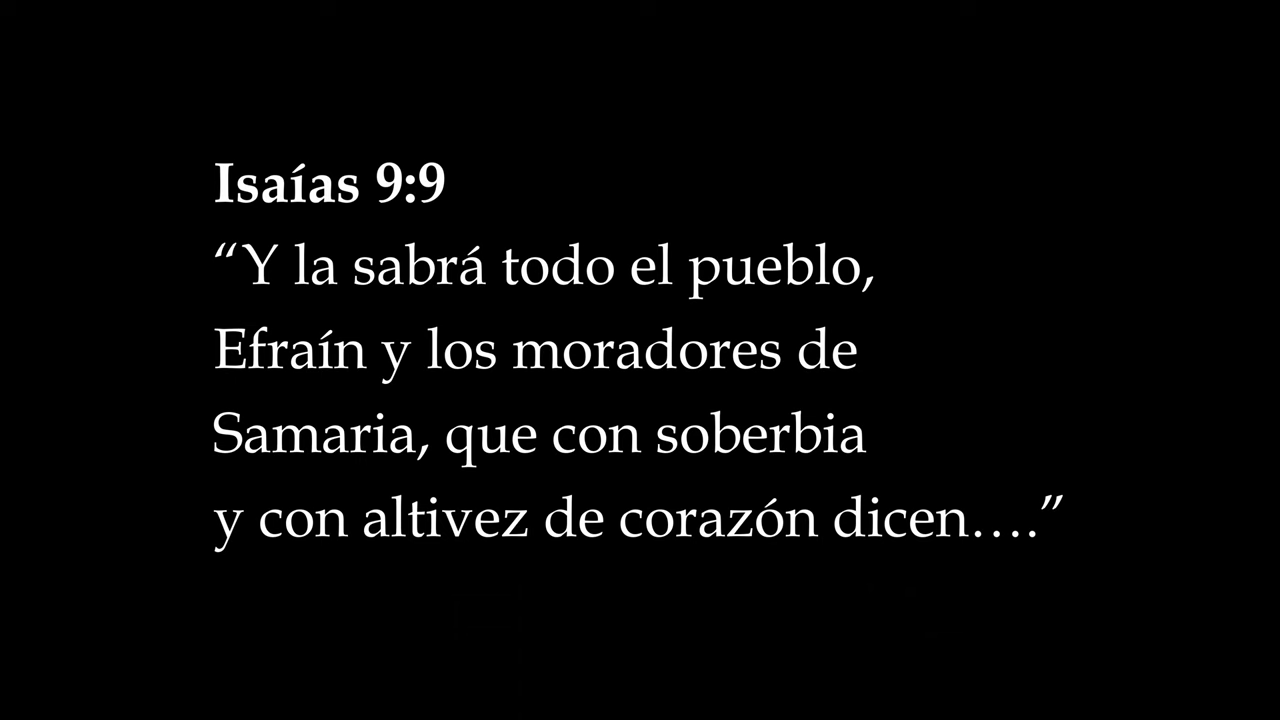 Isaías 9:9
“Y la sabrá todo el pueblo,
Efraín y los moradores de
Samaria, que con soberbia
y con altivez de corazón dicen….”